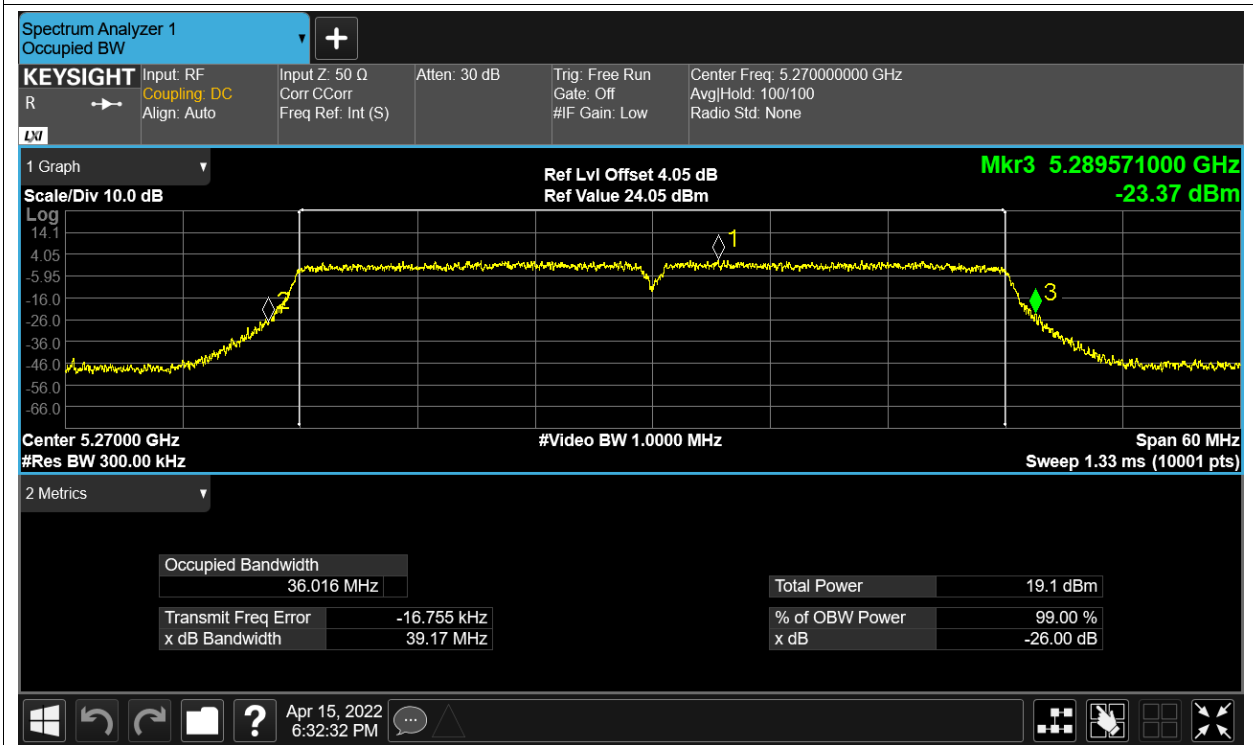 Spectrum Analyzer 1
Occupied BW
KEYSIGHT
R
LXI
Input: RF
Coupling: DC
Align: Auto
Input Z: 50 Ω
Corr CCorr
Freq Ref: Int (S)
Atten: 30 dB
Trig: Free Run
Gate: Off
#IF Gain: Low
Center Freq: 5.270000000 GHz
Avg|Hold: 100/100
Radio Std: None
1 Graph
Scale/Div 10.0 dB
Ref Lvl Offset 4.05 dB
Ref Value 24.05 dBm
Mkr3 5.289571000 GHz
-23.37 dBm
Log
14.1
4.05
-5.95
-16.0
-26.0
-36.0
-46.0
-56.0
-66.0
1
2
3
Center 5.27000 GHz
#Res BW 300.00 kHz
#Video BW 1.0000 MHz
Span 60 MHz
Sweep 1.33 ms (10001 pts)
2 Metrics
Occupied Bandwidth
36.016 MHz
Transmit Freq Error -16.755 kHz
x dB Bandwidth 39.17 MHz
Total Power 19.1 dBm
% of OBW Power 99.00 %
x dB -26.00 dB
?
Apr 15, 2022
6:32:32 PM